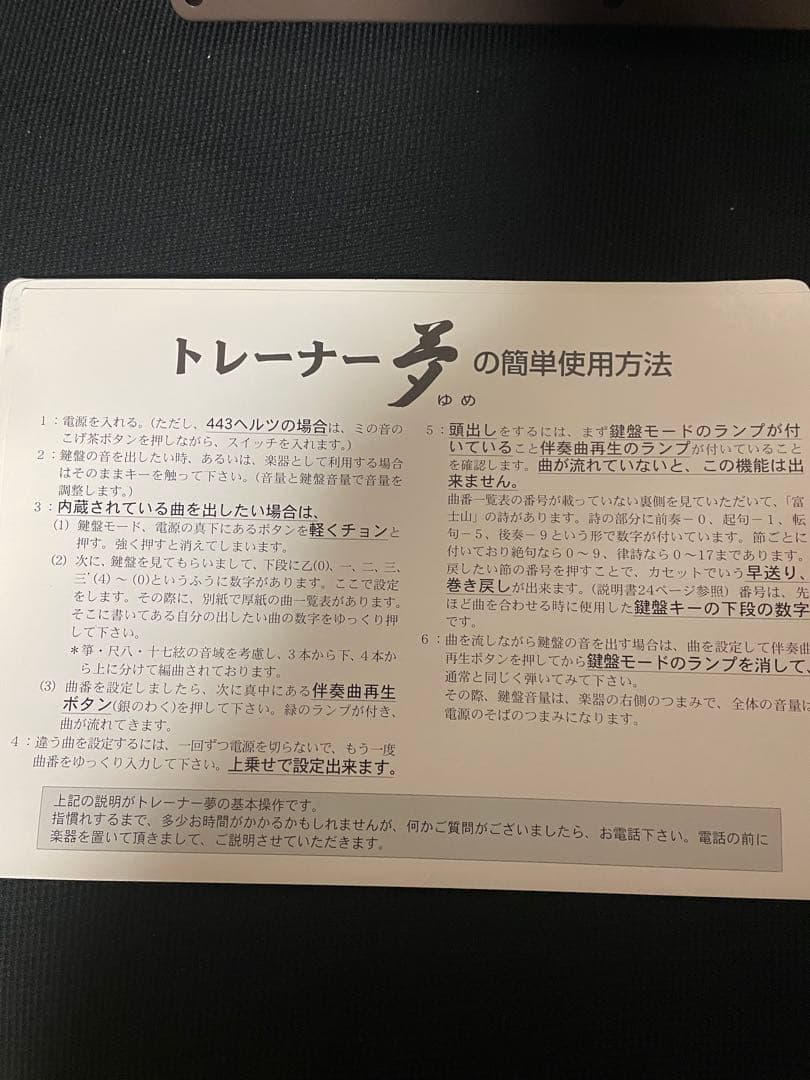 トレーナー夢の簡単使用方法
ゆめ
1：電源を入れる。(ただし、443ヘルツの場合は、ミの音の
こげ茶ボタンを押しながら、スイッチを入れます。)
2：鍵盤の音を出したい時、あるいは、楽器として利用する場合
はそのままキーを触って下さい。(音量と鍵盤音量で音量を
調整します。)
3：内蔵されている曲を出したい場合は、
(1) 鍵盤モード、電源の真下にあるボタンを軽くチョンと
押す。強く押すと消えてしまいます。
(2) 次に、鍵盤を見てもらいまして、下段に乙(0)、一、二、三、
三'(4)～(0)というふうに数字があります。ここで設定
をします。その際に、別紙で厚紙の曲一覧表があります。
そこに書いてある自分の出したい曲の数字をゆっくり押
して下さい。
＊箏・尺八・十七絃の音域を考慮し、3本から下、4本か
ら上に分けて編曲されております。
(3) 曲番を設定しましたら、次に真中にある伴奏曲再生
ボタン(銀のわく)を押して下さい。緑のランプが付き、
曲が流れてきます。
4：違う曲を設定するには、一回ずつ電源を切らないで、もう一度
曲番をゆっくり入力して下さい。上乗せで設定出来ます。
5：頭出しをするには、まず鍵盤モードのランプが付
いていること伴奏曲再生のランプが付いていること
を確認します。曲が流れていないと、この機能は出
来ません。
曲番一覧表の番号が載っていない裏側を見ていただいて、「富
士山」の詩があります。詩の部分に前奏－0、起句－1、転
句－5、後奏－9という形で数字が付いています。節ごとに
付いており絶句なら0～9、律詩なら0～17まであります。
戻したい節の番号を押すことで、カセットでいう早送り、
巻き戻しが出来ます。(説明書24ページ参照) 番号は、先
ほど曲を合わせる時に使用した鍵盤キーの下段の数字
です。
6：曲を流しながら鍵盤の音を出す場合は、曲を設定して伴奏曲
再生ボタンを押してから鍵盤モードのランプを消して、
通常と同じく弾いてみて下さい。
その際、鍵盤音量は、楽器の右側のつまみで、全体の音量は
電源のそばのつまみになります。
上記の説明がトレーナー夢の基本操作です。
指慣れするまで、多少お時間がかかるかもしれませんが、何かご質問がございましたら、お電話下さい。電話の前に
楽器を置いて頂きまして、ご説明させていただきます。